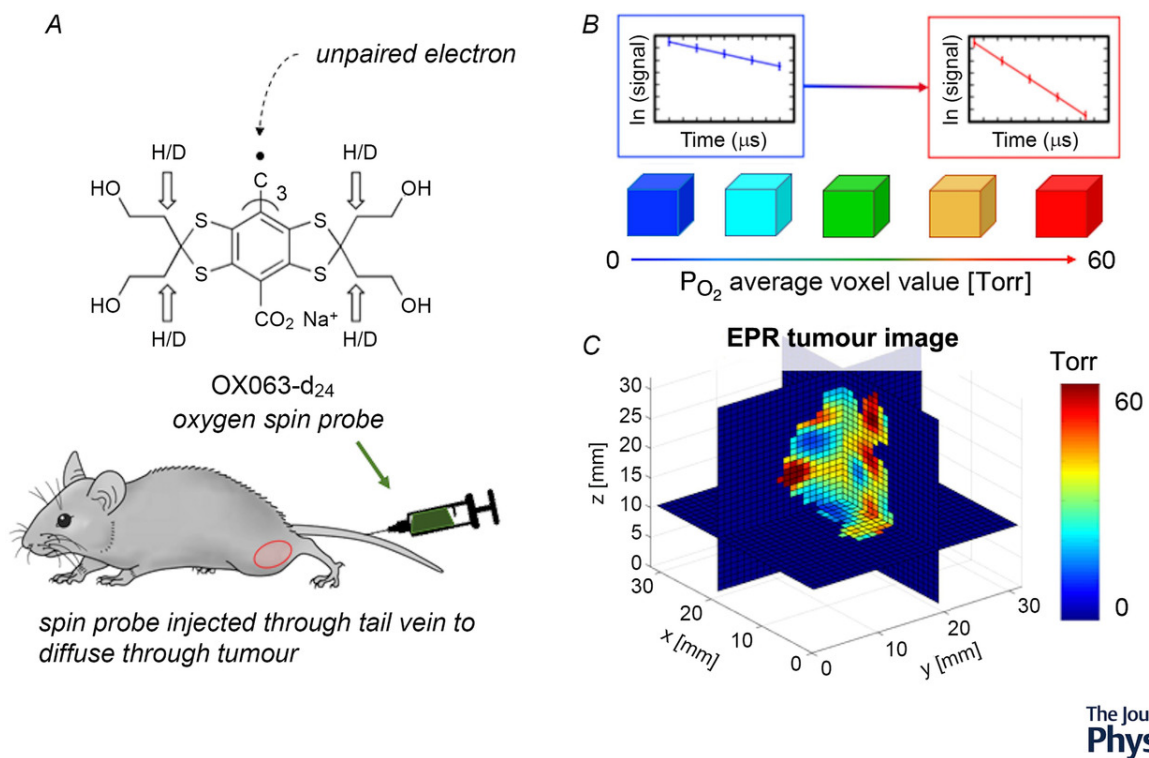 A
unpaired electron
•
H/D
H/D
C
3
HO
OH
S
S
S
S
HO
OH
H/D
CO₂ Na⁺
H/D
OX063-d₂₄
oxygen spin probe
spin probe injected through tail vein to
diffuse through tumour
B
ln (signal)
Time (μs)
ln (signal)
Time (μs)
0
60
P_O₂ average voxel value [Torr]
C
EPR tumour image
Torr
60
0
z [mm]
30
25
20
15
10
5
0
x [mm]
30
20
10
0
y [mm]
0
10
20
30
The Jou
Phys